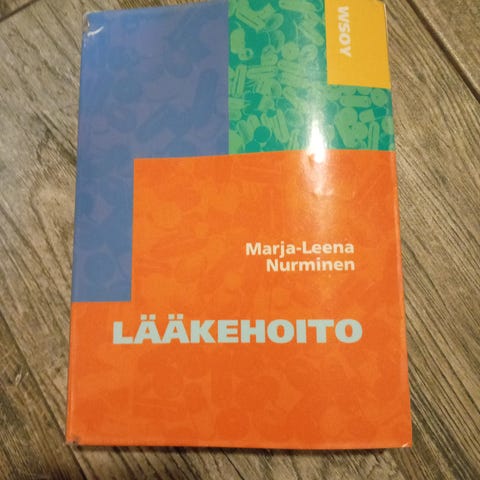 WSOY
Marja-Leena
Nurminen
LÄÄKEHOITO